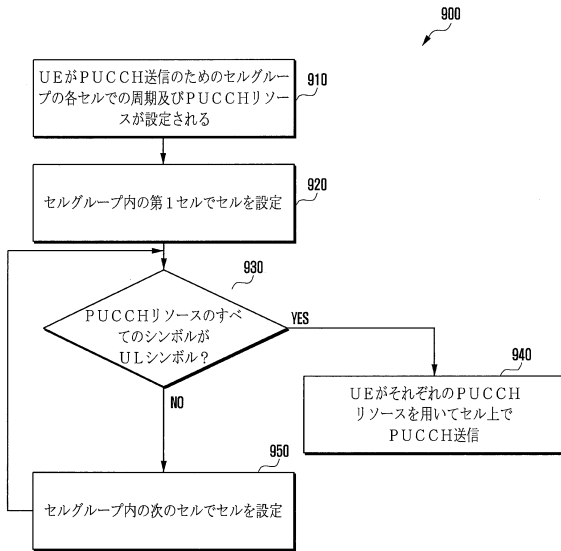 900
UEがPUCCH送信のためのセルグルー
プの各セルでの周期及びPUCCHリソー
スが設定される
910
セルグループ内の第1セルでセルを設定
920
930
PUCCHリソースのすべ
てのシンボルが
ULシンボル?
YES
940
UEがそれぞれのPUCCH
リソースを用いてセル上で
PUCCH送信
NO
950
セルグループ内の次のセルでセルを設定